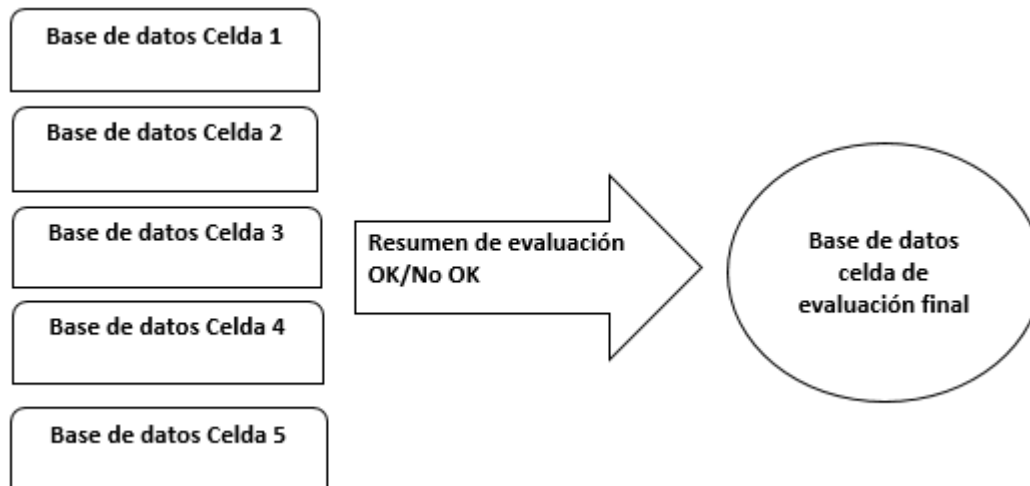 Base de datos Celda 1
Base de datos Celda 2
Base de datos Celda 3
Base de datos Celda 4
Base de datos Celda 5
Resumen de evaluación
OK/No OK
Base de datos
celda de
evaluación final